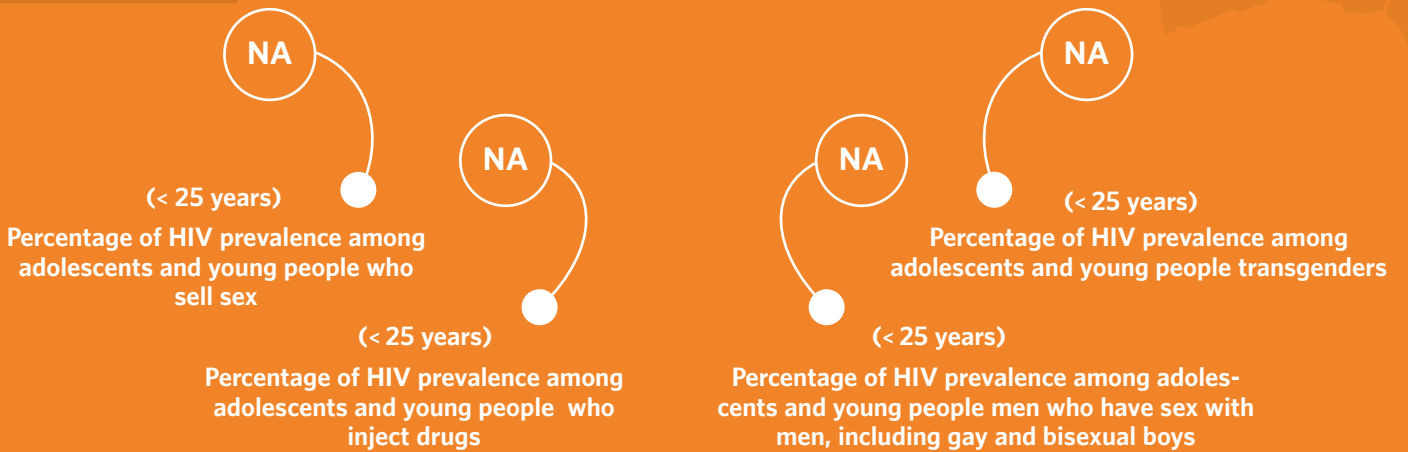 NA
(< 25 years)
Percentage of HIV prevalence among
adolescents and young people who
sell sex
NA
(< 25 years)
Percentage of HIV prevalence among
adolescents and young people who
inject drugs
NA
(< 25 years)
Percentage of HIV prevalence among adoles-
cents and young people men who have sex with
men, including gay and bisexual boys
NA
(< 25 years)
Percentage of HIV prevalence among
adolescents and young people transgenders